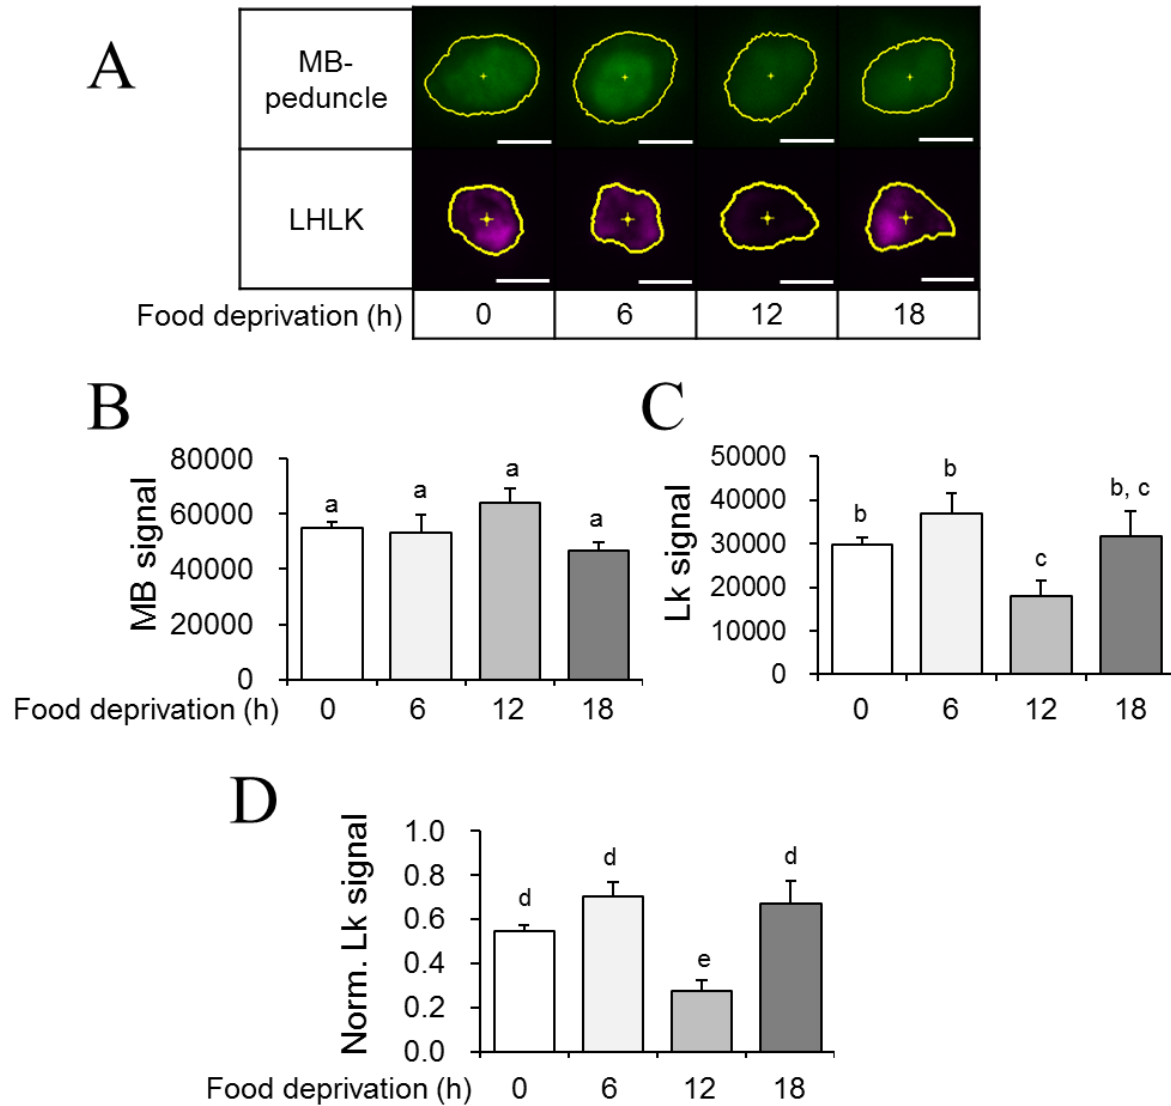 A
MB-
peduncle
LHLK
Food deprivation (h)
0
6
12
18
B
MB signal
80000
60000
40000
20000
0
a
a
a
a
Food deprivation (h)
0
6
12
18
C
Lk signal
50000
40000
30000
20000
10000
0
b
b
c
b, c
0
6
12
18
D
Norm. Lk signal
1.0
0.8
0.6
0.4
0.2
0.0
d
d
e
d
Food deprivation (h)
0
6
12
18